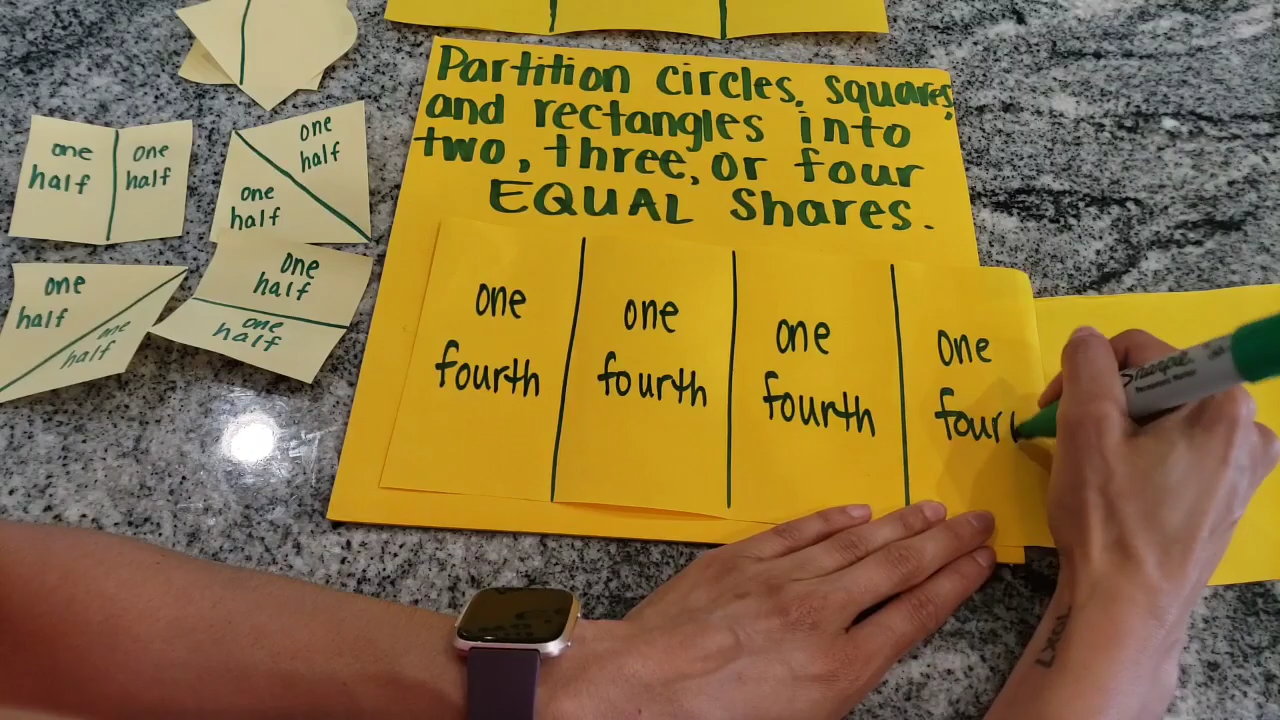 Partition circles, squares,
and rectangles into
two, three, or four
EQUAL Shares.
one
half
one
half
one
half
one
half
one
half
one
half
one
half
one
half
one
fourth
one
fourth
one
fourth
one
four
Sharpie